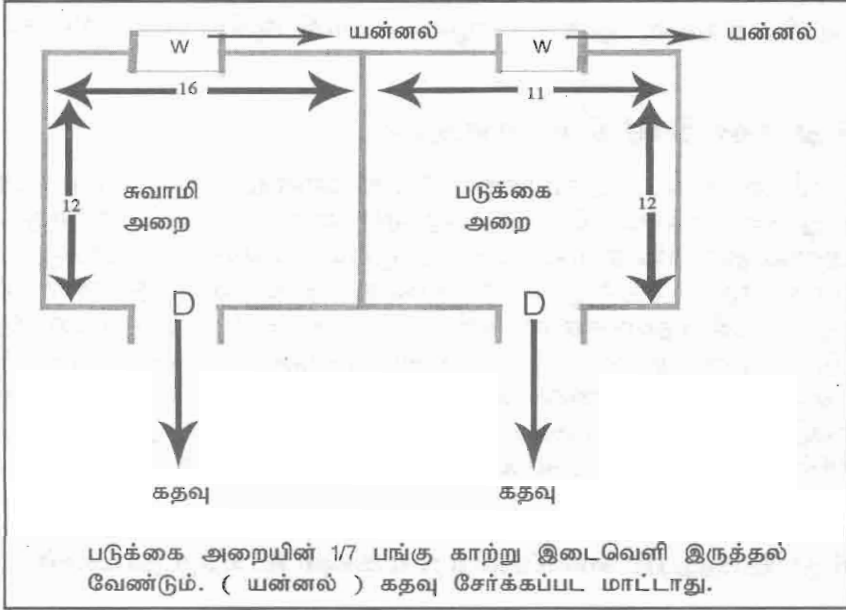 W யன்னல் W யன்னல்
16 11
12 சுவாமி அறை படுக்கை அறை 12
D D
கதவு கதவு
படுக்கை அறையின் 1/7 பங்கு காற்று இடைவெளி இருத்தல்
வேண்டும். ( யன்னல் ) கதவு சேர்க்கப்பட மாட்டாது.